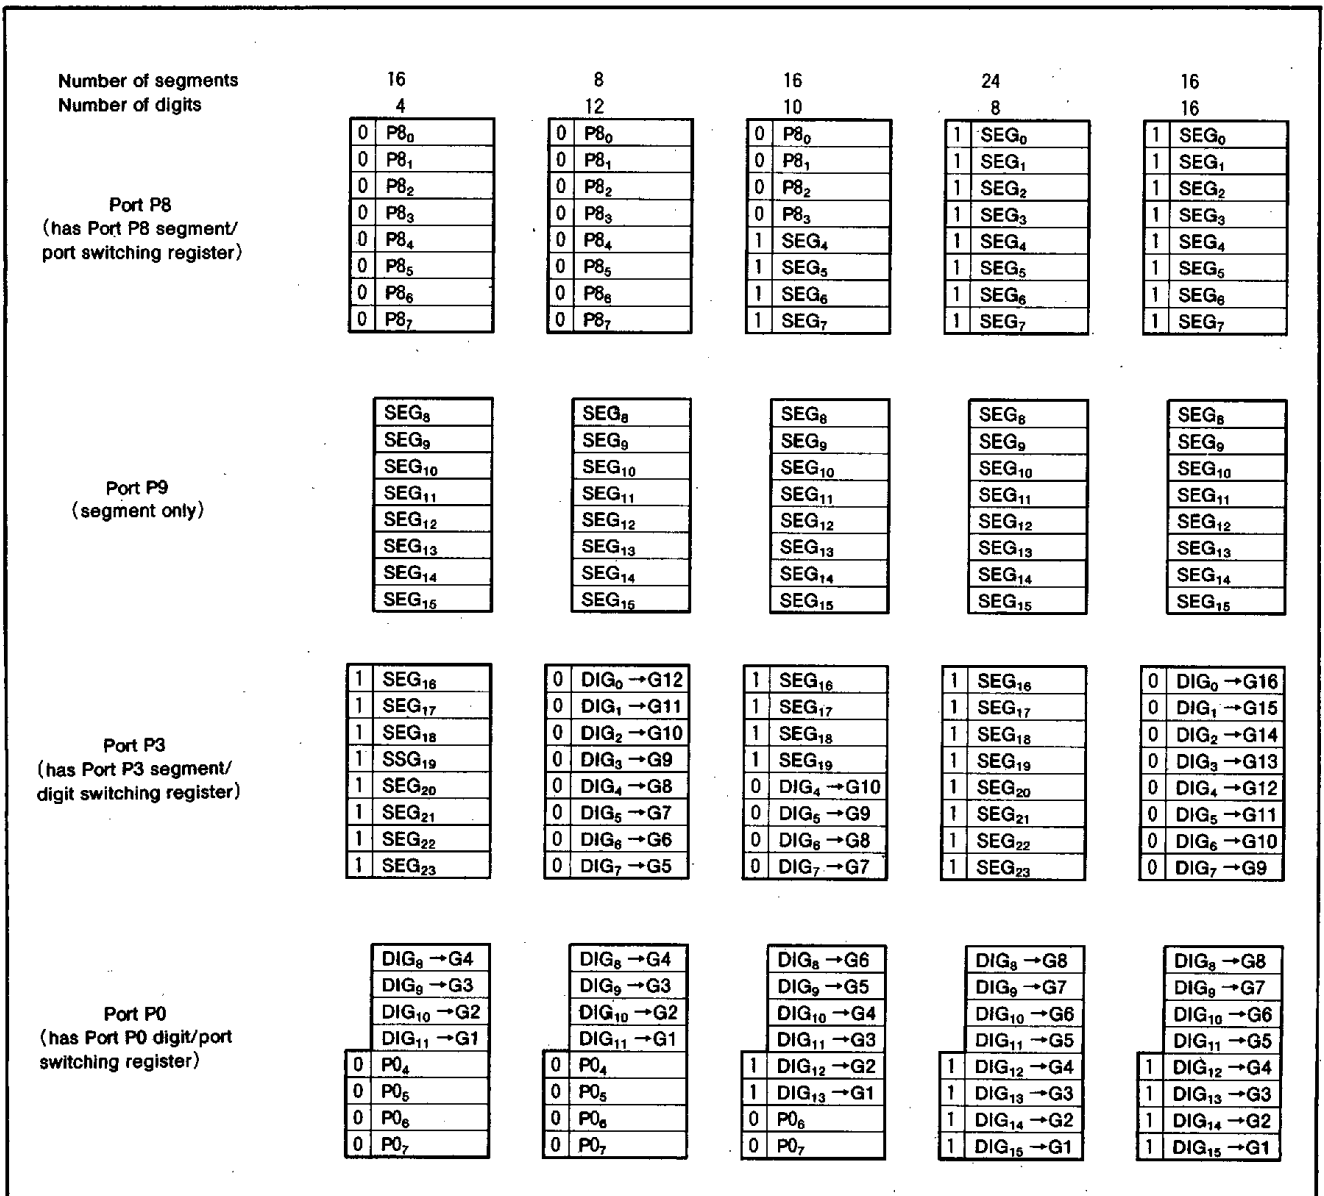 Number of segments 16 8 16 24 16
Number of digits 4 12 10 8 16
0 P8₀ 0 P8₀ 0 P8₀ 1 SEG₀ 1 SEG₀
0 P8₁ 0 P8₁ 0 P8₁ 1 SEG₁ 1 SEG₁
0 P8₂ 0 P8₂ 0 P8₂ 1 SEG₂ 1 SEG₂
Port P8 0 P8₃ 0 P8₃ 0 P8₃ 1 SEG₃ 1 SEG₃
(has Port P8 segment/ 0 P8₄ 0 P8₄ 1 SEG₄ 1 SEG₄ 1 SEG₄
port switching register) 0 P8₅ 0 P8₅ 1 SEG₅ 1 SEG₅ 1 SEG₅
0 P8₆ 0 P8₆ 1 SEG₆ 1 SEG₆ 1 SEG₆
0 P8₇ 0 P8₇ 1 SEG₇ 1 SEG₇ 1 SEG₇
SEG₈ SEG₈ SEG₈ SEG₈ SEG₈
SEG₉ SEG₉ SEG₉ SEG₉ SEG₉
SEG₁₀ SEG₁₀ SEG₁₀ SEG₁₀ SEG₁₀
Port P9 SEG₁₁ SEG₁₁ SEG₁₁ SEG₁₁ SEG₁₁
(segment only) SEG₁₂ SEG₁₂ SEG₁₂ SEG₁₂ SEG₁₂
SEG₁₃ SEG₁₃ SEG₁₃ SEG₁₃ SEG₁₃
SEG₁₄ SEG₁₄ SEG₁₄ SEG₁₄ SEG₁₄
SEG₁₅ SEG₁₅ SEG₁₅ SEG₁₅ SEG₁₅
1 SEG₁₆ 0 DIG₀→G12 1 SEG₁₆ 1 SEG₁₆ 0 DIG₀→G16
1 SEG₁₇ 0 DIG₁→G11 1 SEG₁₇ 1 SEG₁₇ 0 DIG₁→G15
1 SEG₁₈ 0 DIG₂→G10 1 SEG₁₈ 1 SEG₁₈ 0 DIG₂→G14
Port P3 1 SSG₁₉ 0 DIG₃→G9 1 SEG₁₉ 1 SEG₁₉ 0 DIG₃→G13
(has Port P3 segment/ 1 SEG₂₀ 0 DIG₄→G8 0 DIG₄→G10 1 SEG₂₀ 0 DIG₄→G12
digit switching register) 1 SEG₂₁ 0 DIG₅→G7 0 DIG₅→G9 1 SEG₂₁ 0 DIG₅→G11
1 SEG₂₂ 0 DIG₆→G6 0 DIG₆→G8 1 SEG₂₂ 0 DIG₆→G10
1 SEG₂₃ 0 DIG₇→G5 0 DIG₇→G7 1 SEG₂₃ 0 DIG₇→G9
DIG₈→G4 DIG₈→G4 DIG₈→G6 DIG₈→G8 DIG₈→G8
DIG₉→G3 DIG₉→G3 DIG₉→G5 DIG₉→G7 DIG₉→G7
Port P0 DIG₁₀→G2 DIG₁₀→G2 DIG₁₀→G4 DIG₁₀→G6 DIG₁₀→G6
(has Port P0 digit/port DIG₁₁→G1 DIG₁₁→G1 DIG₁₁→G3 DIG₁₁→G5 DIG₁₁→G5
switching register) 0 P0₄ 0 P0₄ 1 DIG₁₂→G2 1 DIG₁₂→G4 1 DIG₁₂→G4
0 P0₅ 0 P0₅ 1 DIG₁₃→G1 1 DIG₁₃→G3 1 DIG₁₃→G3
0 P0₆ 0 P0₆ 0 P0₆ 1 DIG₁₄→G2 1 DIG₁₄→G2
0 P0₇ 0 P0₇ 0 P0₇ 1 DIG₁₅→G1 1 DIG₁₅→G1